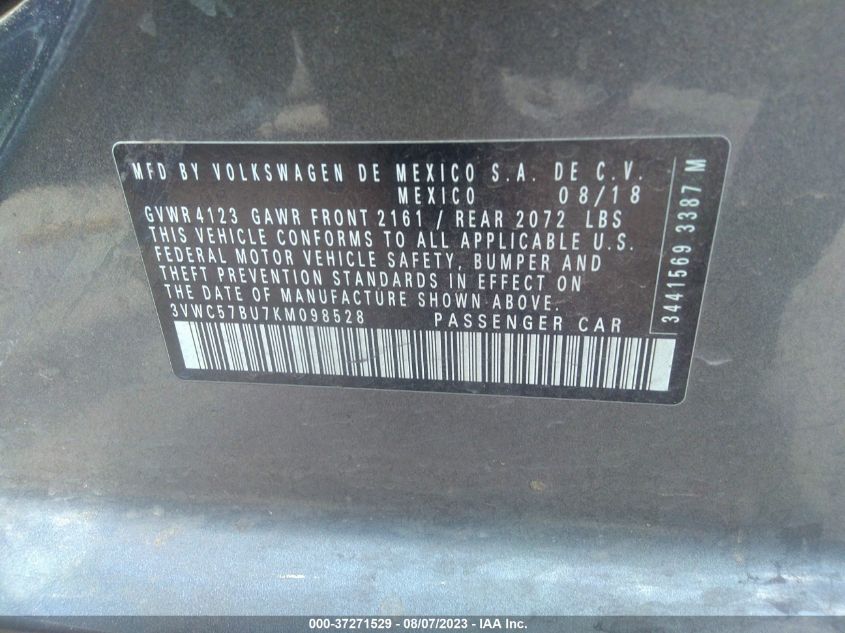 MFD BY VOLKSWAGEN DE MEXICO S.A. DE C.V.
MEXICO 08/18
GVWR 4123 GAWR FRONT 2161 / REAR 2072 LBS
THIS VEHICLE CONFORMS TO ALL APPLICABLE U.S.
FEDERAL MOTOR VEHICLE SAFETY, BUMPER AND
THEFT PREVENTION STANDARDS IN EFFECT ON
THE DATE OF MANUFACTURE SHOWN ABOVE.
3VWC57BU7KM098528 PASSENGER CAR
3441569 3387 M
000-37271529 - 08/07/2023 - IAA Inc.